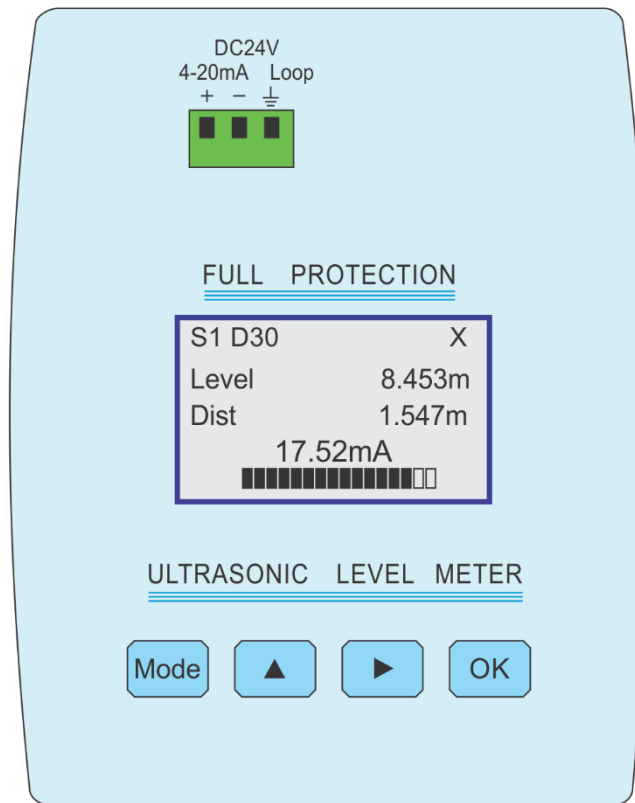 DC24V
4-20mA Loop
+ − ⏚
FULL PROTECTION
S1 D30 X
Level 8.453m
Dist 1.547m
17.52mA
ULTRASONIC LEVEL METER
Mode ▲ ▶ OK